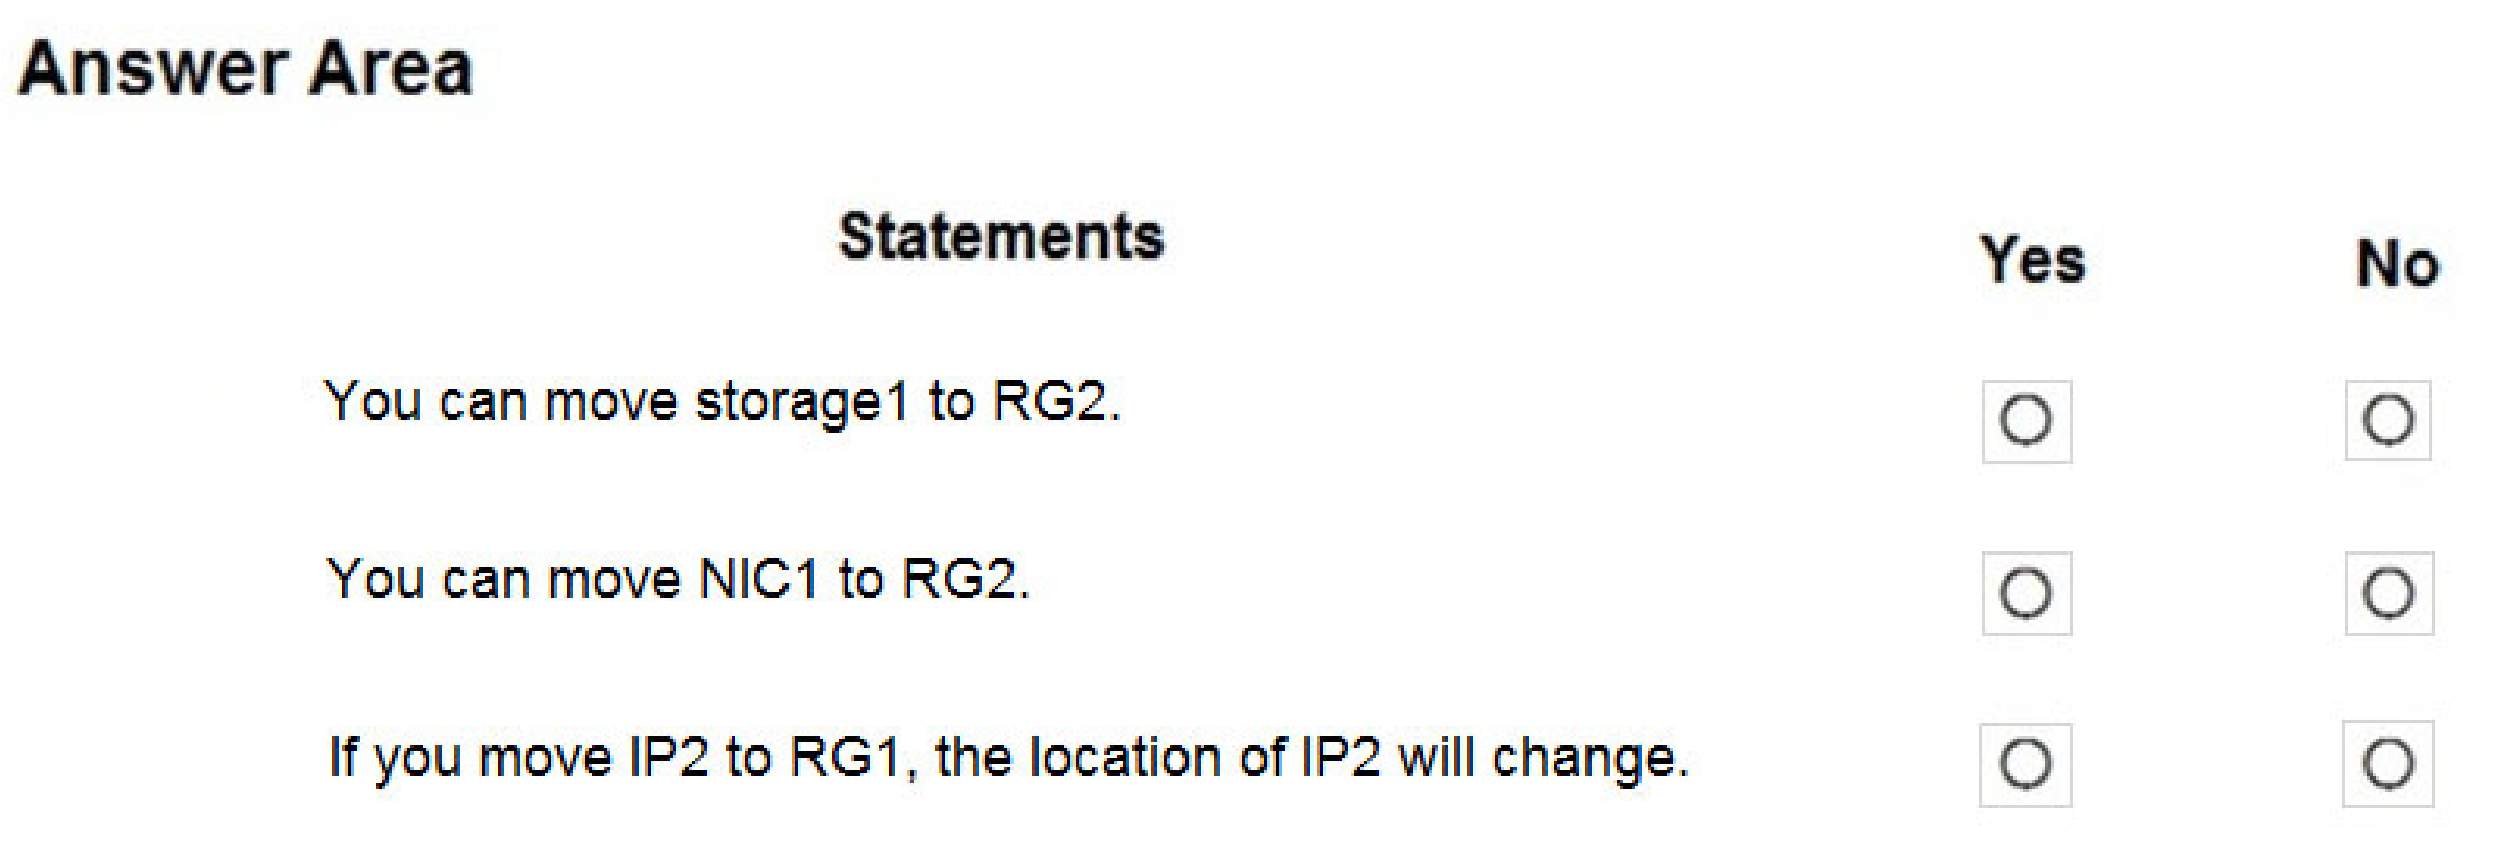 Answer Area
Statements Yes No
You can move storage1 to RG2.
You can move NIC1 to RG2.
If you move IP2 to RG1, the location of IP2 will change.